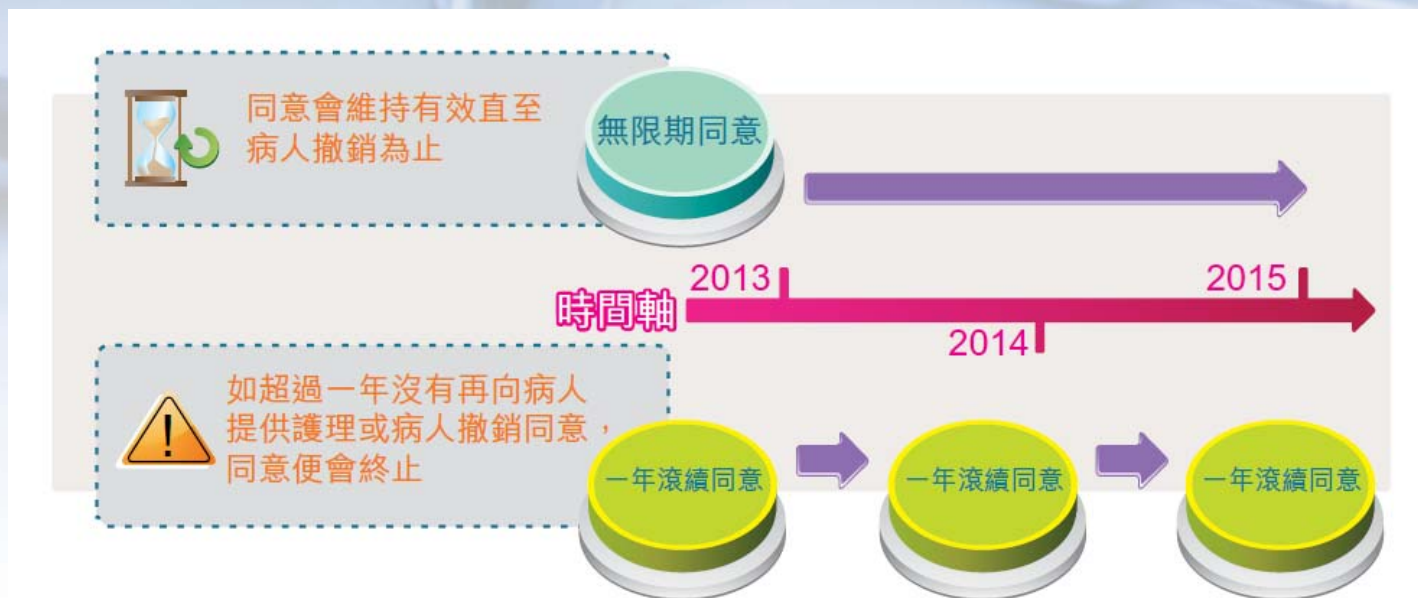 同意會維持有效直至
病人撤銷為止
無限期同意
2013
2015
時間軸
2014
如超過一年沒有再向病人
提供護理或病人撤銷同意，
同意便會終止
一年滾續同意
一年滾續同意
一年滾續同意